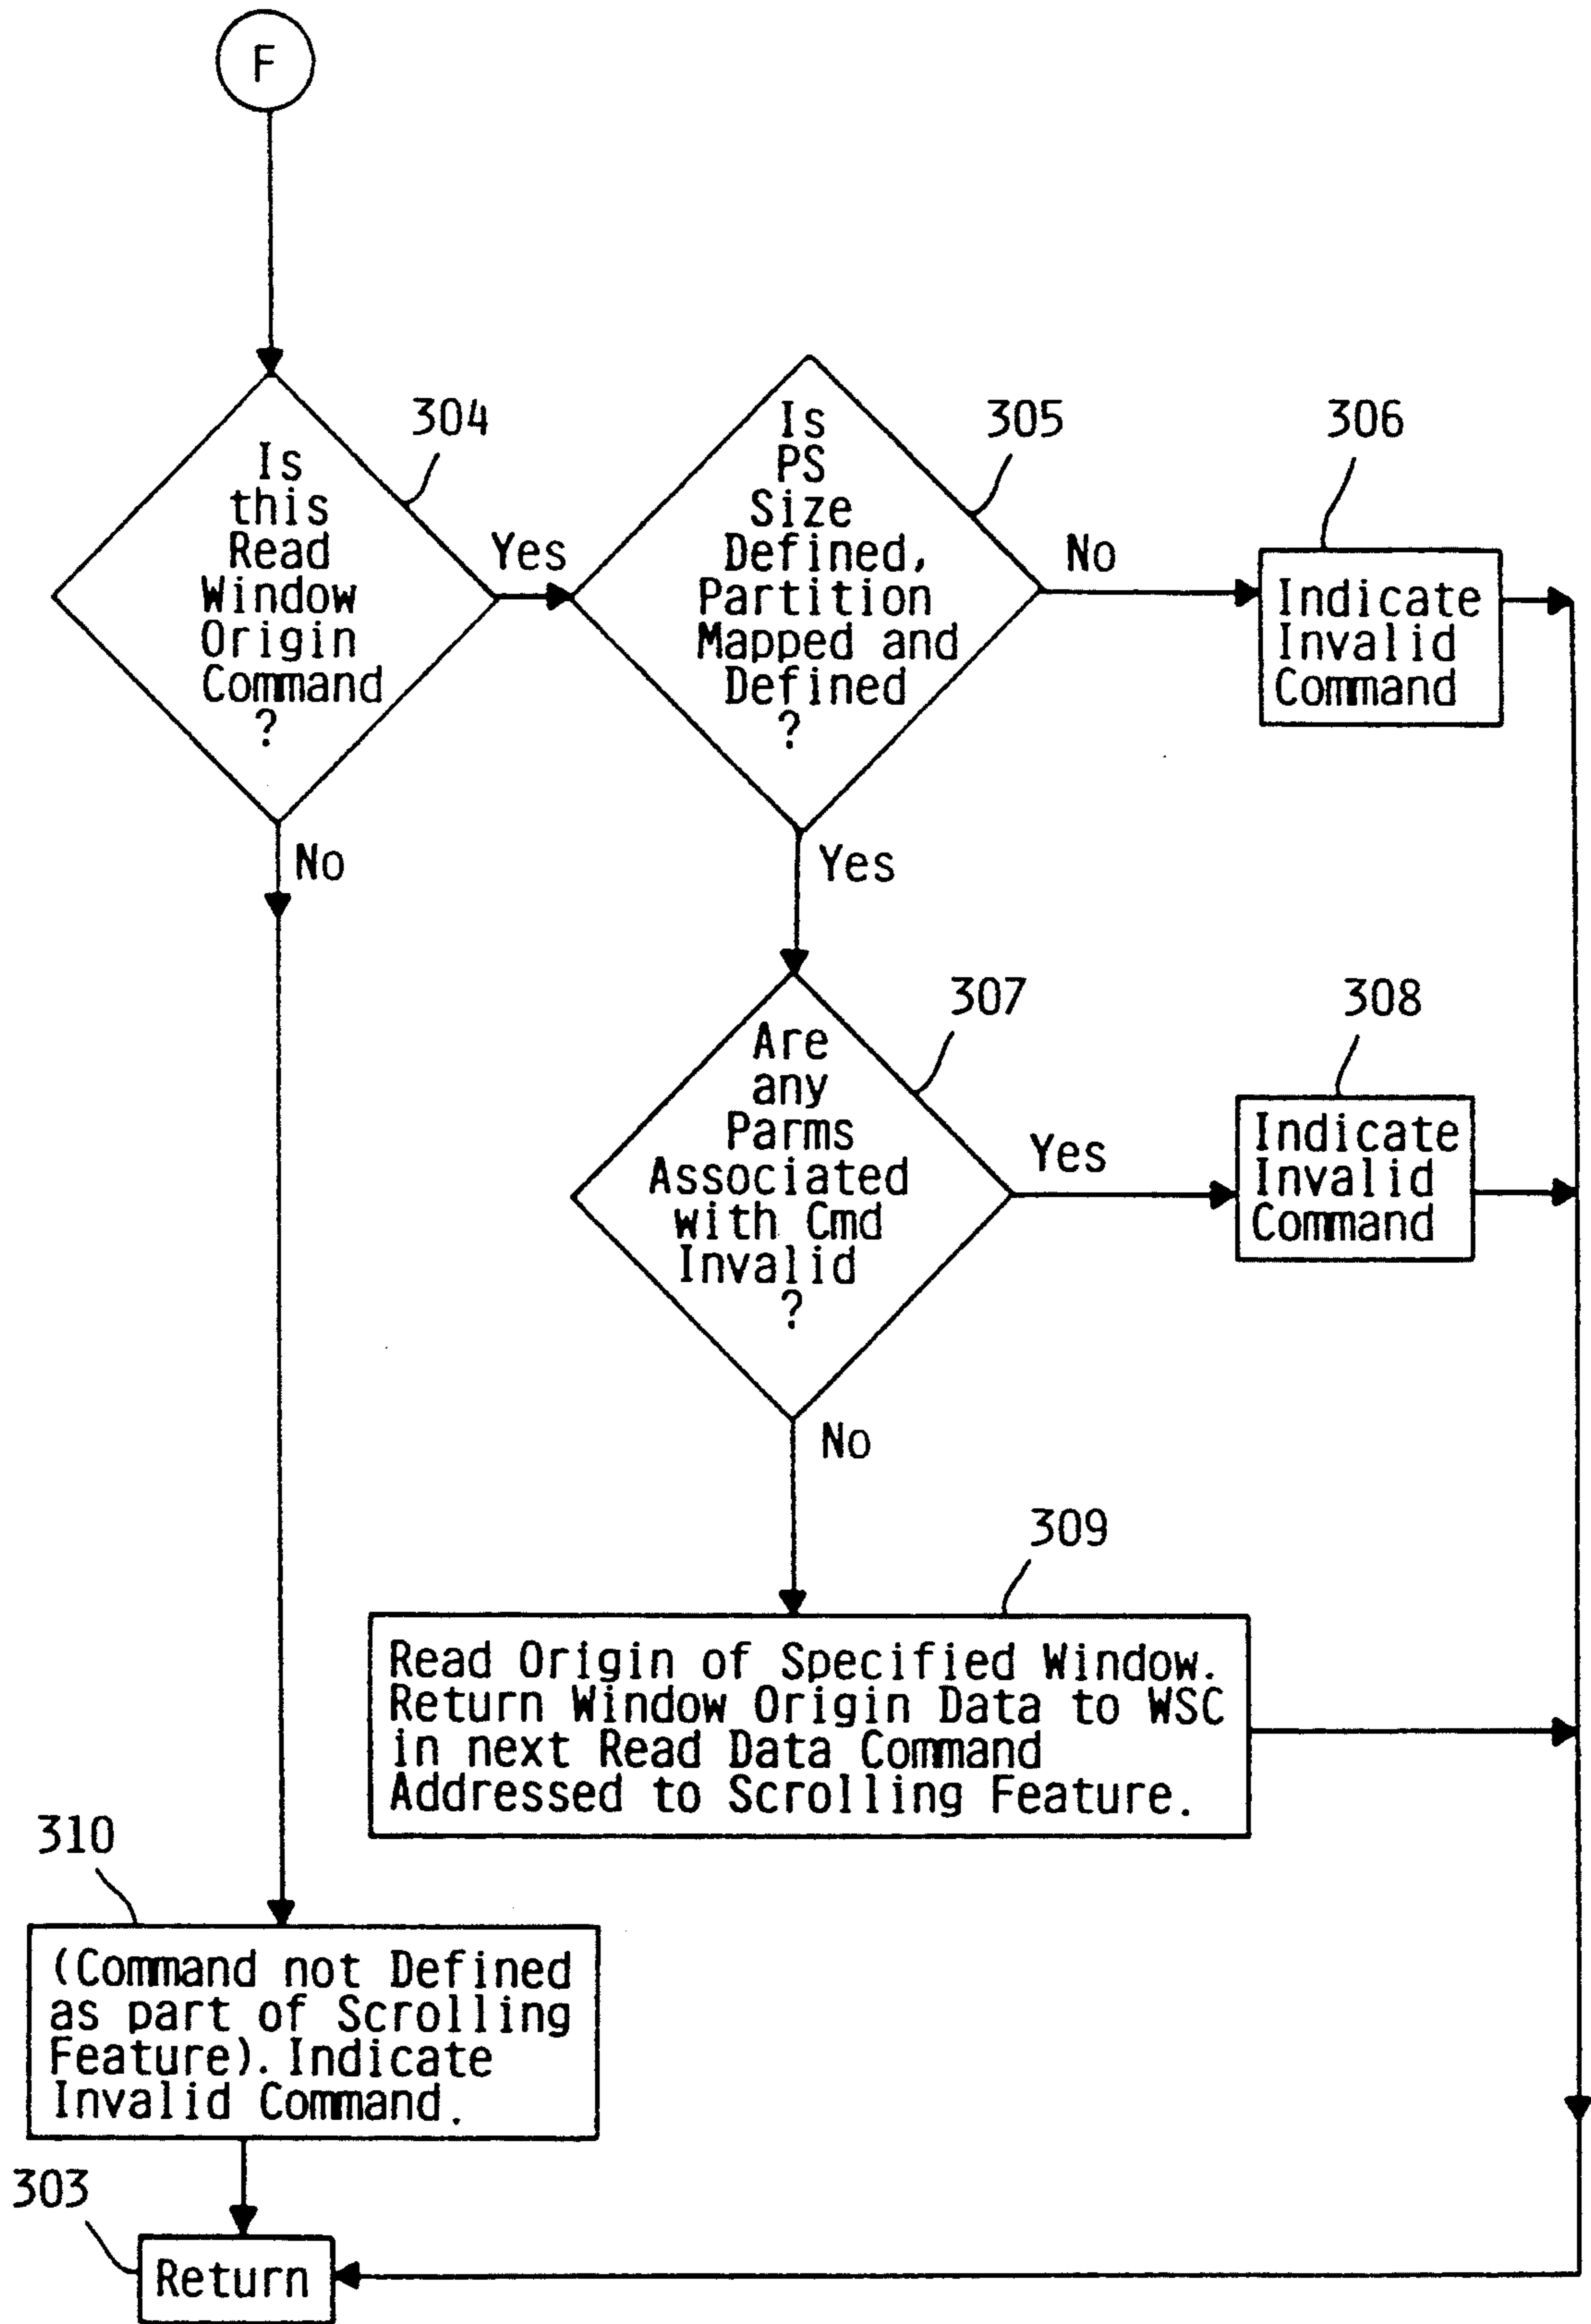 F
304
Is
this
Read
Window
Origin
Command
?
Yes
No
305
Is
PS
Size
Defined,
Partition
Mapped and
Defined
?
No
Yes
306
Indicate
Invalid
Command
307
Are
any
Parms
Associated
with Cmd
Invalid
?
Yes
No
308
Indicate
Invalid
Command
309
Read Origin of Specified Window.
Return Window Origin Data to WSC
in next Read Data Command
Addressed to Scrolling Feature.
310
(Command not Defined
as part of Scrolling
Feature). Indicate
Invalid Command.
303
Return